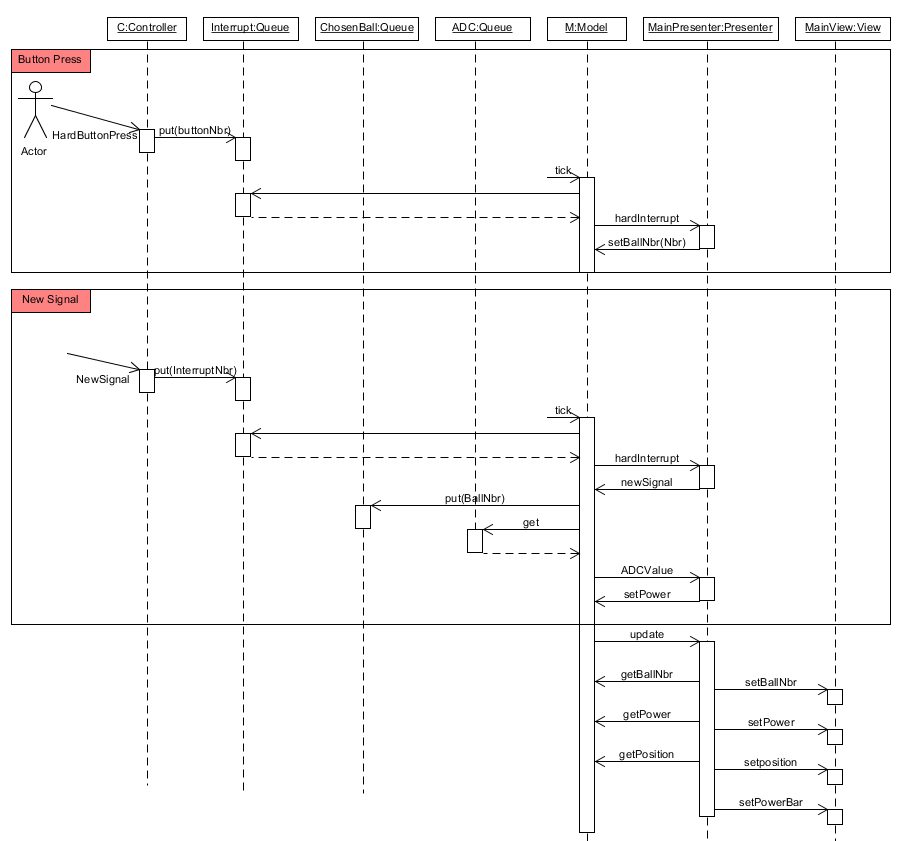 C:Controller
Interrupt:Queue
ChosenBall:Queue
ADC:Queue
M:Model
MainPresenter:Presenter
MainView:View
Button Press
HardButtonPress
put(buttonNbr)
Actor
tick
hardInterrupt
setBallNbr(Nbr)
New Signal
put(InterruptNbr)
NewSignal
tick
hardInterrupt
newSignal
put(BallNbr)
get
ADCValue
setPower
update
getBallNbr
setBallNbr
getPower
setPower
getPosition
setposition
setPowerBar